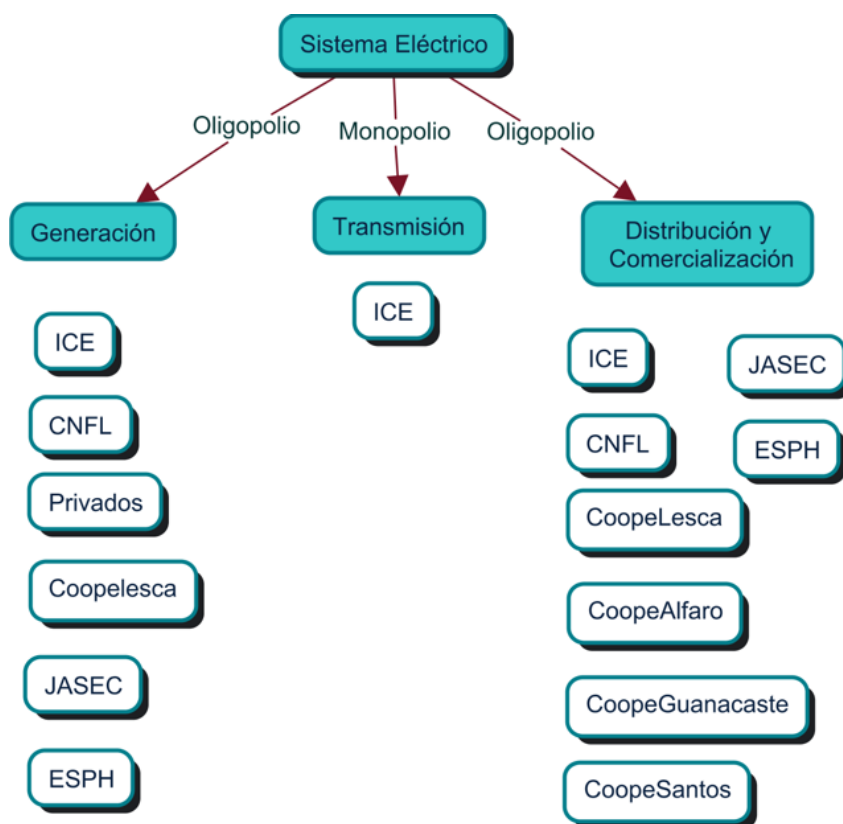 Sistema Eléctrico
Oligopolio
Monopolio
Oligopolio
Generación
Transmisión
Distribución y
Comercialización
ICE
CNFL
Privados
Coopelesca
JASEC
ESPH
ICE
ICE
JASEC
CNFL
ESPH
CoopeLesca
CoopeAlfaro
CoopeGuanacaste
CoopeSantos